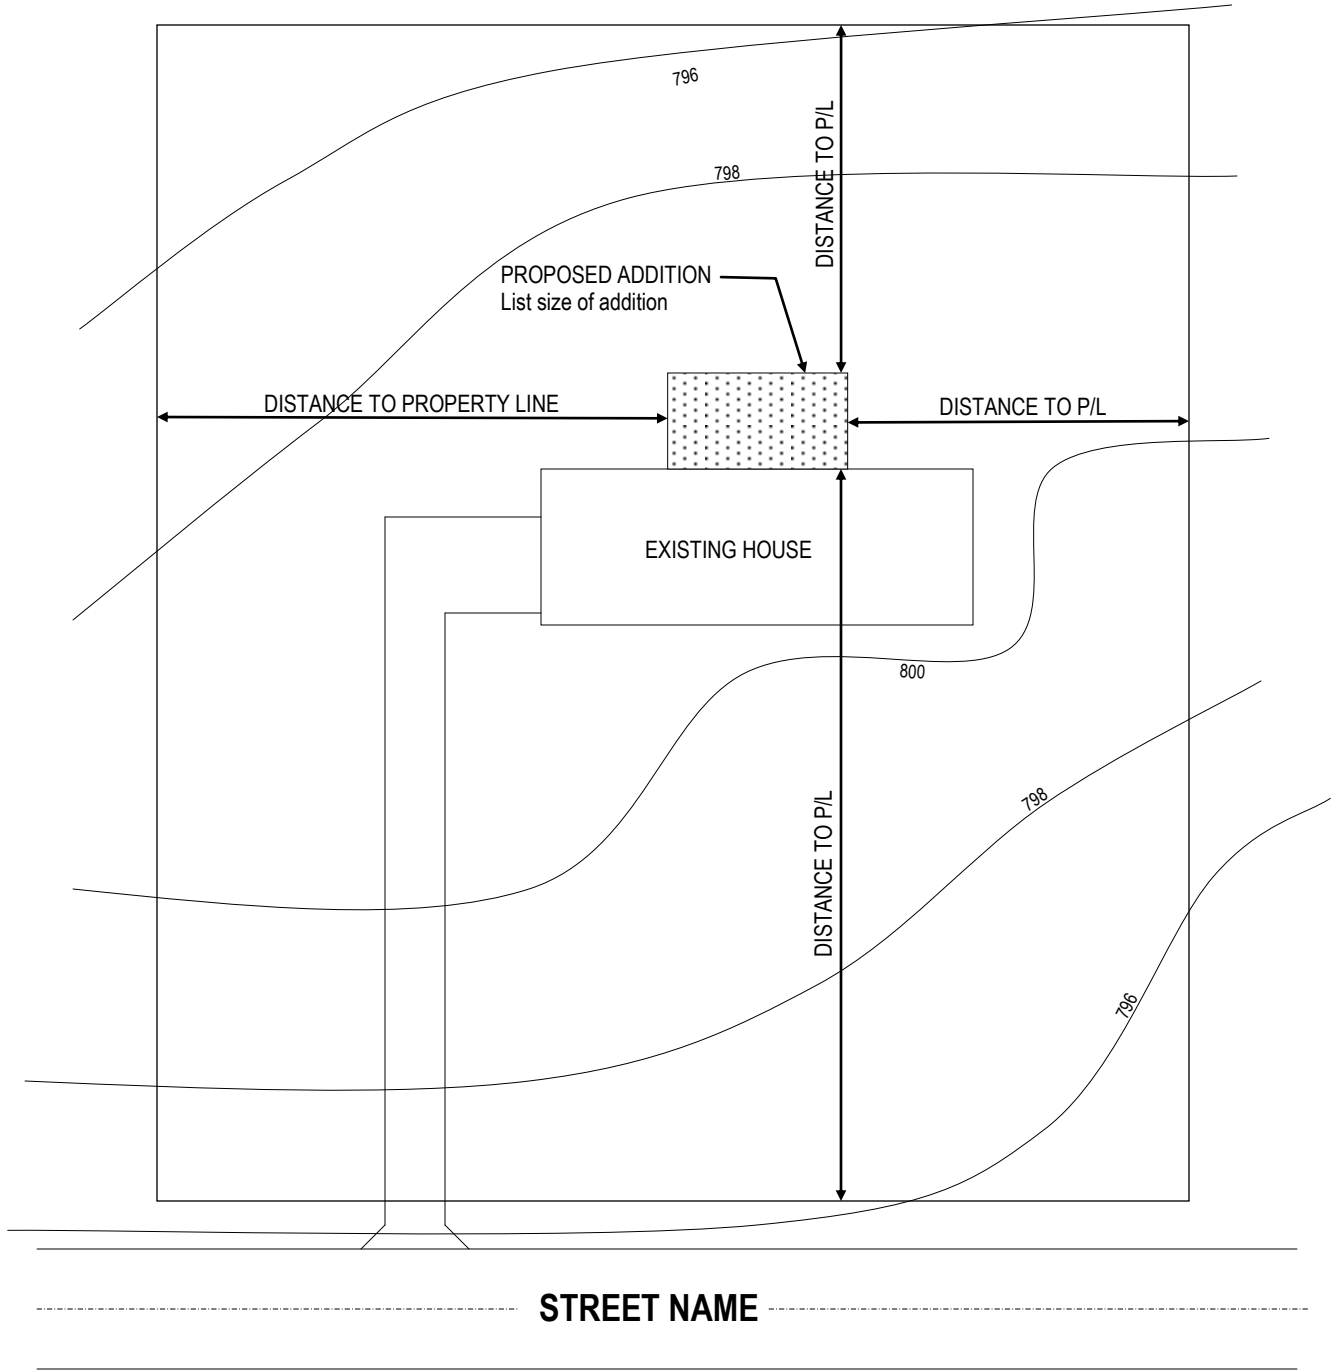 796
798
DISTANCE TO P/L
PROPOSED ADDITION
List size of addition
DISTANCE TO PROPERTY LINE
DISTANCE TO P/L
EXISTING HOUSE
800
798
DISTANCE TO P/L
796
STREET NAME